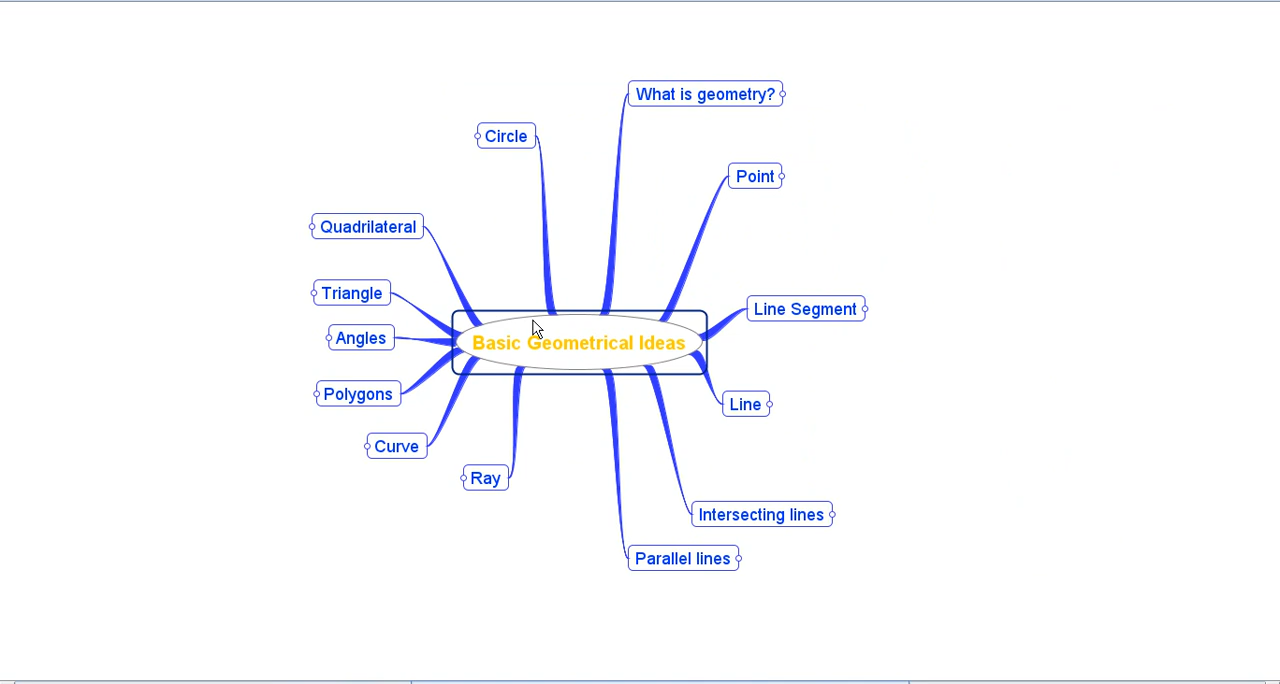 What is geometry?
Circle
Point
Quadrilateral
Triangle
Line Segment
Angles
Basic Geometrical Ideas
Polygons
Line
Curve
Ray
Intersecting lines
Parallel lines